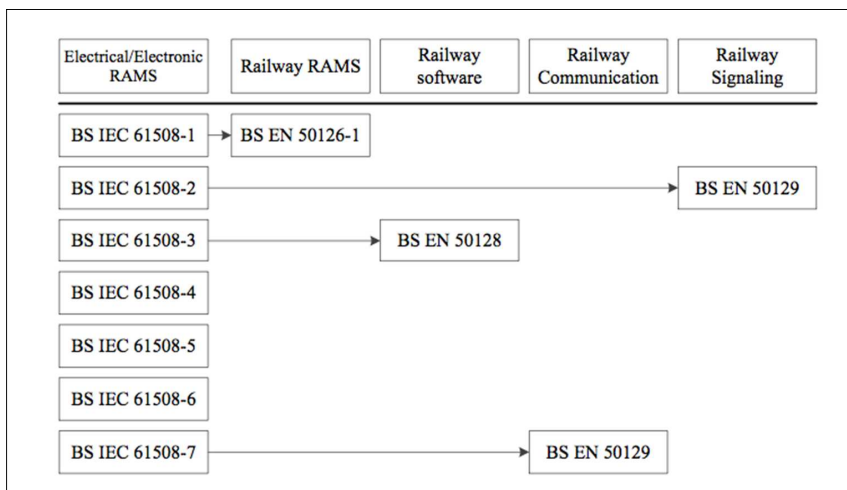 Electrical/Electronic
RAMS
Railway RAMS
Railway
software
Railway
Communication
Railway
Signaling
BS IEC 61508-1
BS EN 50126-1
BS IEC 61508-2
BS EN 50129
BS IEC 61508-3
BS EN 50128
BS IEC 61508-4
BS IEC 61508-5
BS IEC 61508-6
BS IEC 61508-7
BS EN 50129